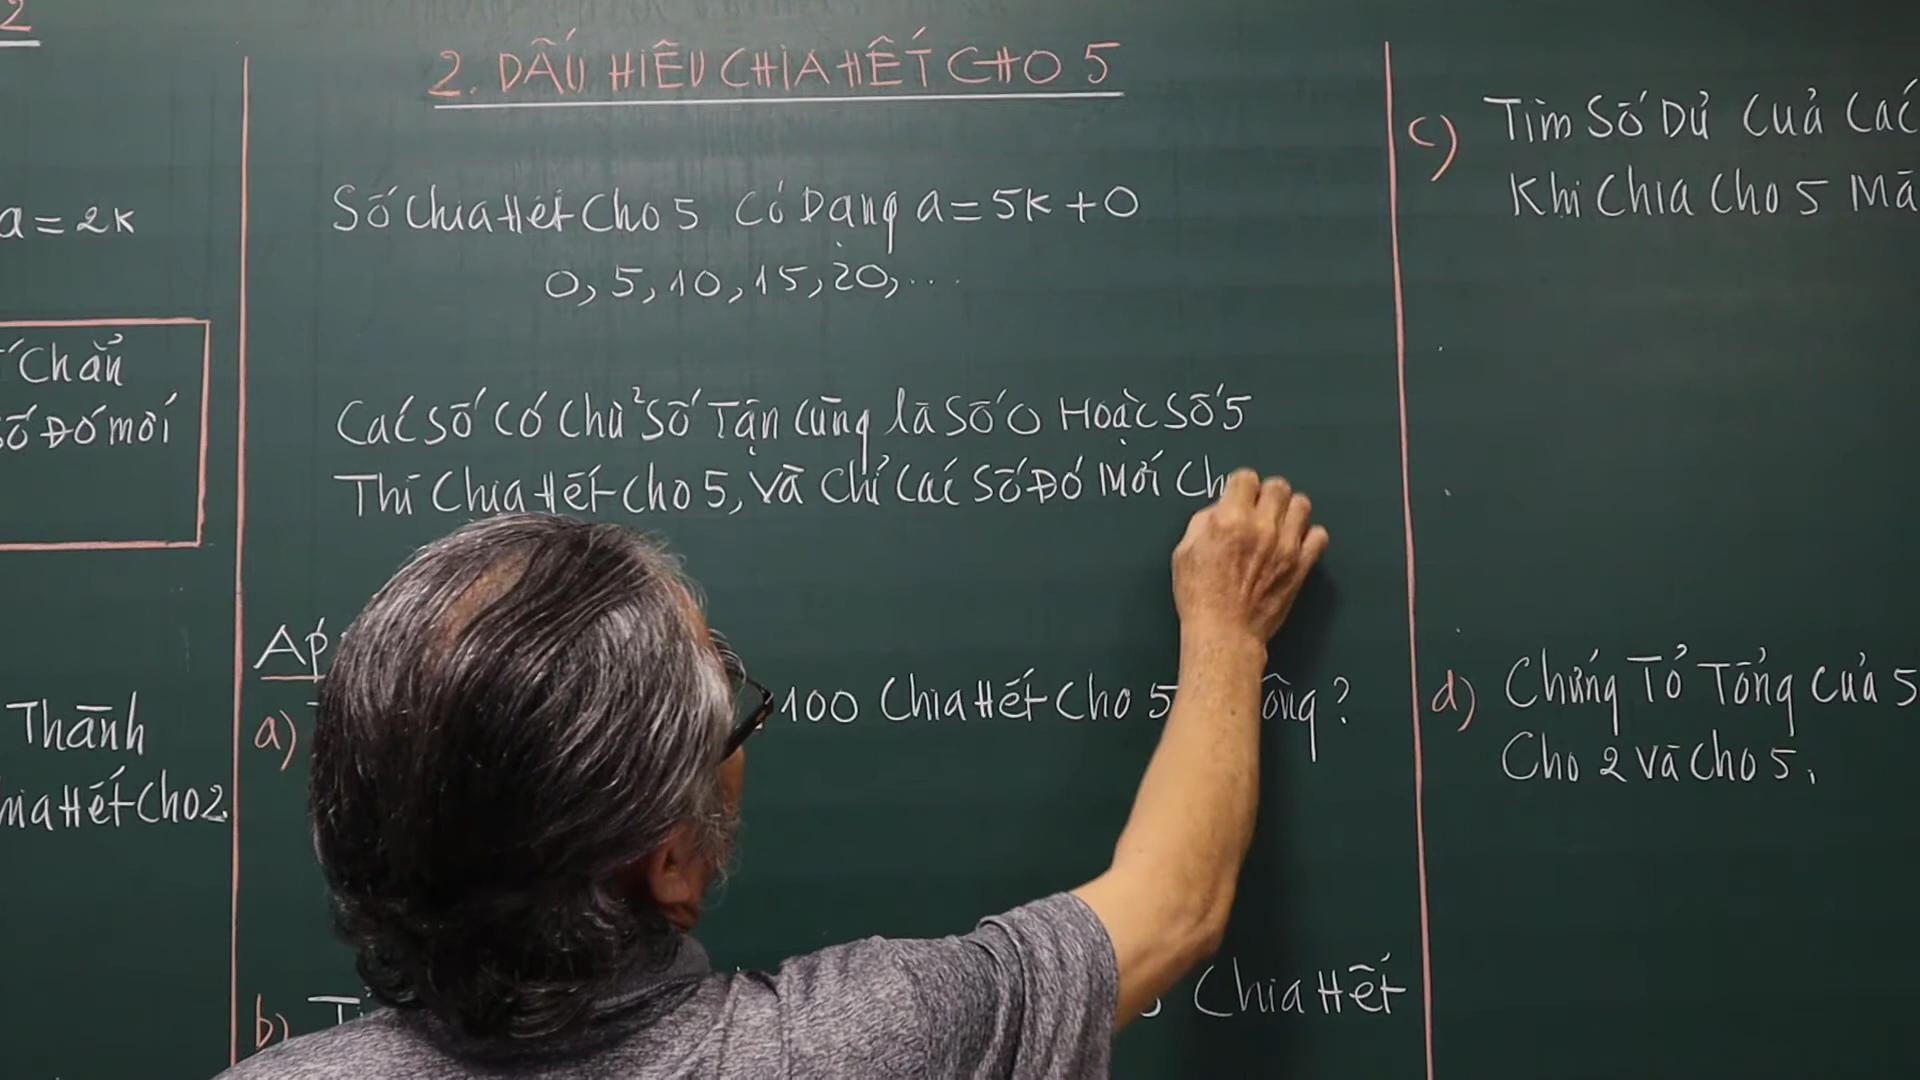 2
a = 2k
Chẵn
số Đó mới
Thành
Chia Hết Cho 2.
2. DẤU HIỆU CHIA HẾT CHO 5
Số Chia Hết Cho 5 Có Dạng a = 5k + 0
0, 5, 10, 15, 20, ...
Các số có chữ số Tận cùng là số 0 Hoặc số 5
Thì Chia Hết Cho 5, Và Chỉ Các Số Đó Mới Ch
Áp
a) 100 Chia Hết Cho 5 ông?
b) Chia Hết
c) Tìm Số Dư Của Các
Khi Chia Cho 5 Mà
d) Chứng Tỏ Tổng Của 5
Cho 2 Và Cho 5.